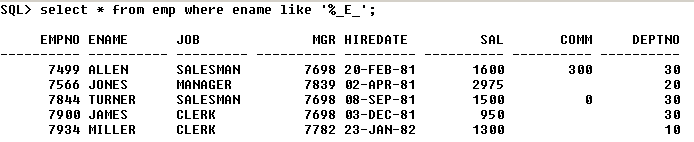 SQL> select * from emp where ename like '%_E_';
EMPNO ENAME JOB MGR HIREDATE SAL COMM DEPTNO
---------- ---------- --------- ---------- --------- ---------- ---------- ----------
7499 ALLEN SALESMAN 7698 20-FEB-81 1600 300 30
7566 JONES MANAGER 7839 02-APR-81 2975 20
7844 TURNER SALESMAN 7698 08-SEP-81 1500 0 30
7900 JAMES CLERK 7698 03-DEC-81 950 30
7934 MILLER CLERK 7782 23-JAN-82 1300 10